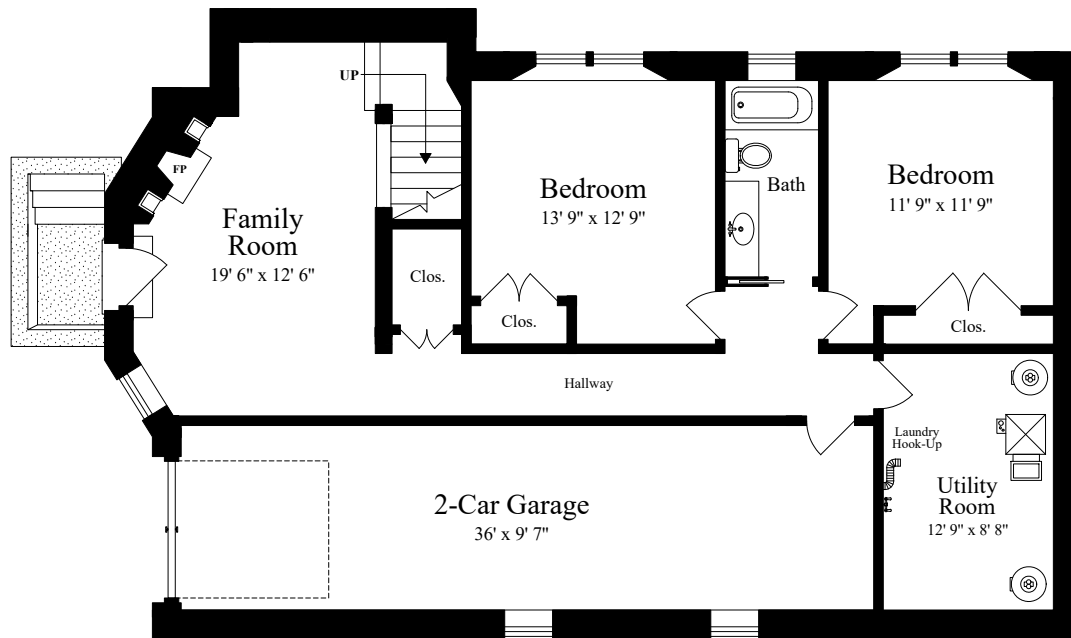 UP
FP
Family
Room
19' 6" x 12' 6"
Clos.
Bedroom
13' 9" x 12' 9"
Clos.
Bath
Bedroom
11' 9" x 11' 9"
Clos.
Hallway
2-Car Garage
36' x 9' 7"
Laundry
Hook-Up
Utility
Room
12' 9" x 8' 8"